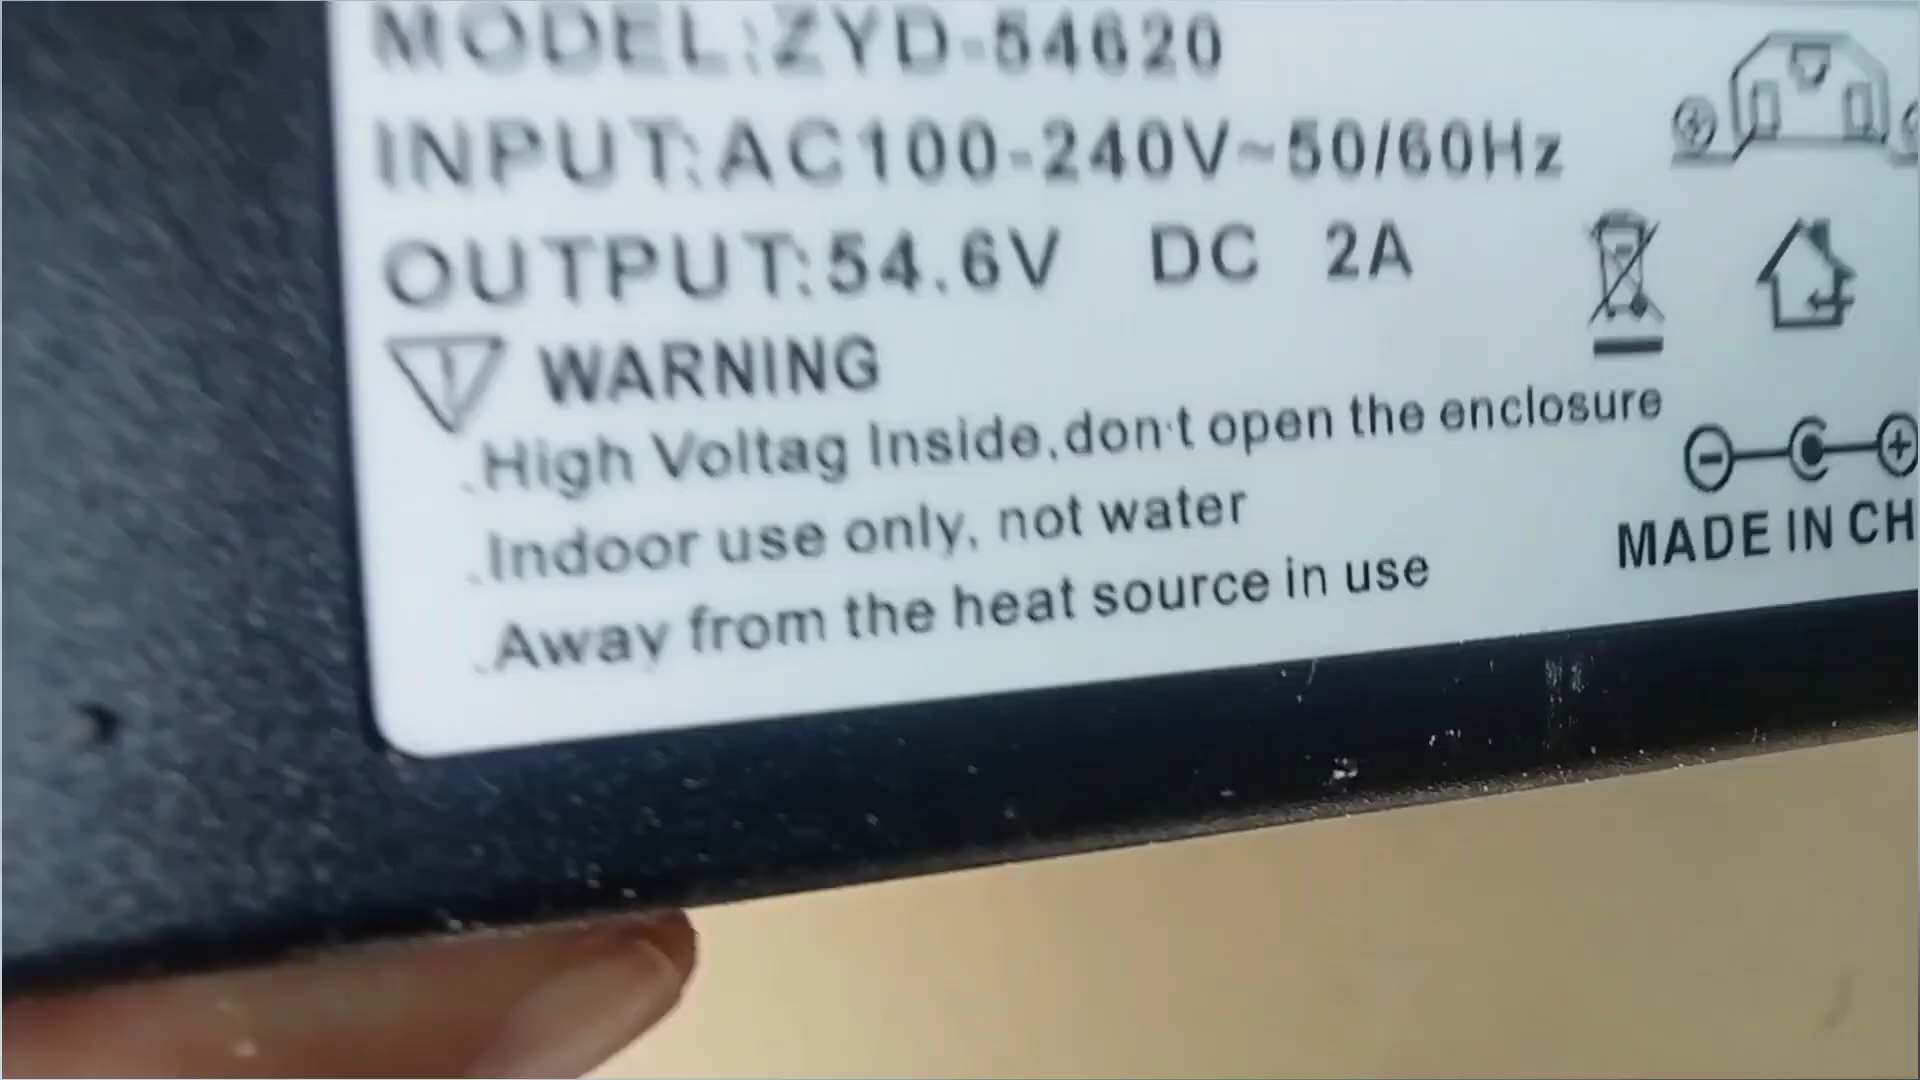 MODEL:ZYD-54620
INPUT:AC100-240V~50/60Hz
OUTPUT:54.6V DC 2A
WARNING
.High Voltag Inside,don't open the enclosure
.Indoor use only, not water
.Away from the heat source in use
MADE IN CH